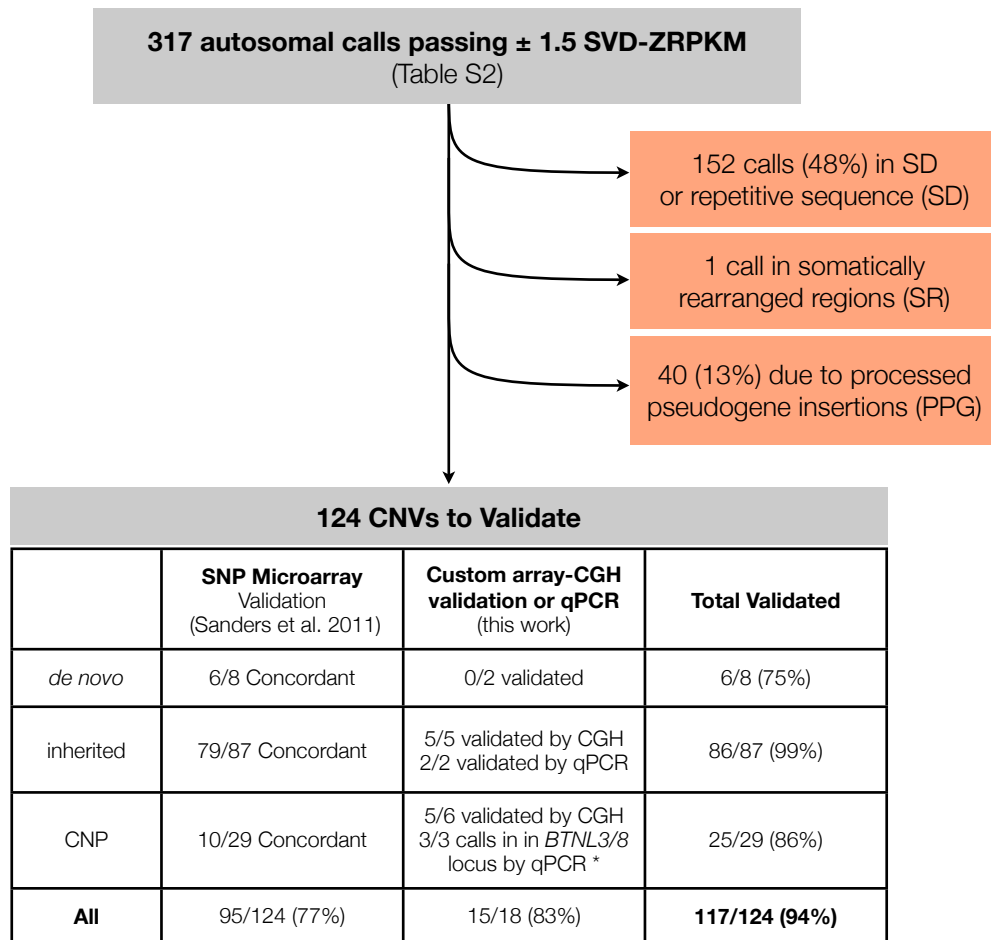 317 autosomal calls passing ± 1.5 SVD-ZRPKM
(Table S2)
152 calls (48%) in SD
or repetitive sequence (SD)
1 call in somatically
rearranged regions (SR)
40 (13%) due to processed
pseudogene insertions (PPG)
124 CNVs to Validate
SNP Microarray
Validation
(Sanders et al. 2011)
Custom array-CGH
validation or qPCR
(this work)
Total Validated
de novo
6/8 Concordant
0/2 validated
6/8 (75%)
inherited
79/87 Concordant
5/5 validated by CGH
2/2 validated by qPCR
86/87 (99%)
CNP
10/29 Concordant
5/6 validated by CGH
3/3 calls in in BTNL3/8
locus by qPCR *
25/29 (86%)
All
95/124 (77%)
15/18 (83%)
117/124 (94%)